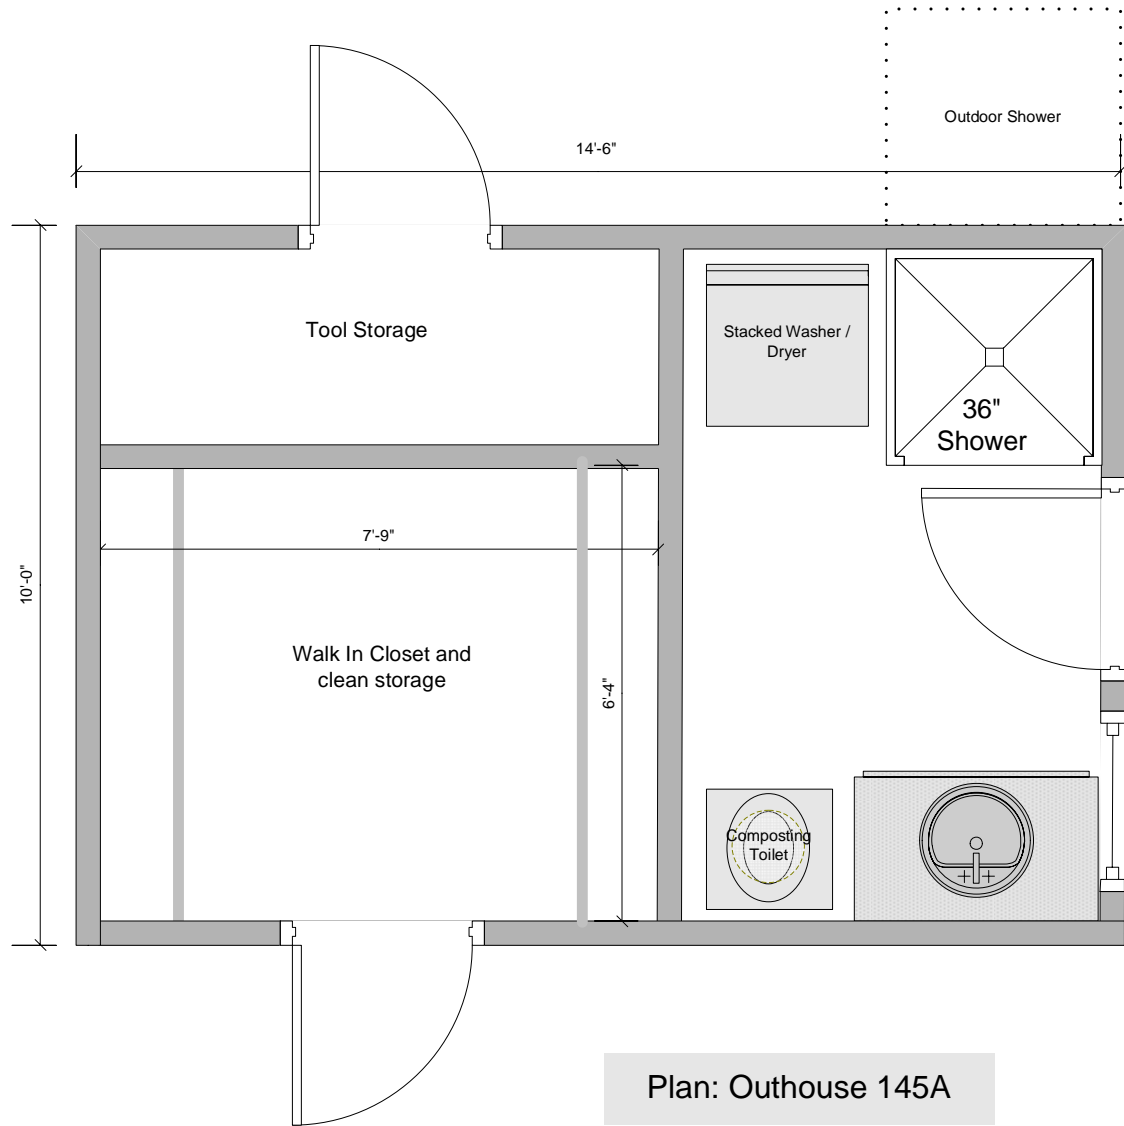 Outdoor Shower
14'-6"
Tool Storage
Stacked Washer /
Dryer
36"
Shower
7'-9"
10'-0"
Walk In Closet and
clean storage
6'-4"
Composting
Toilet
Plan: Outhouse 145A